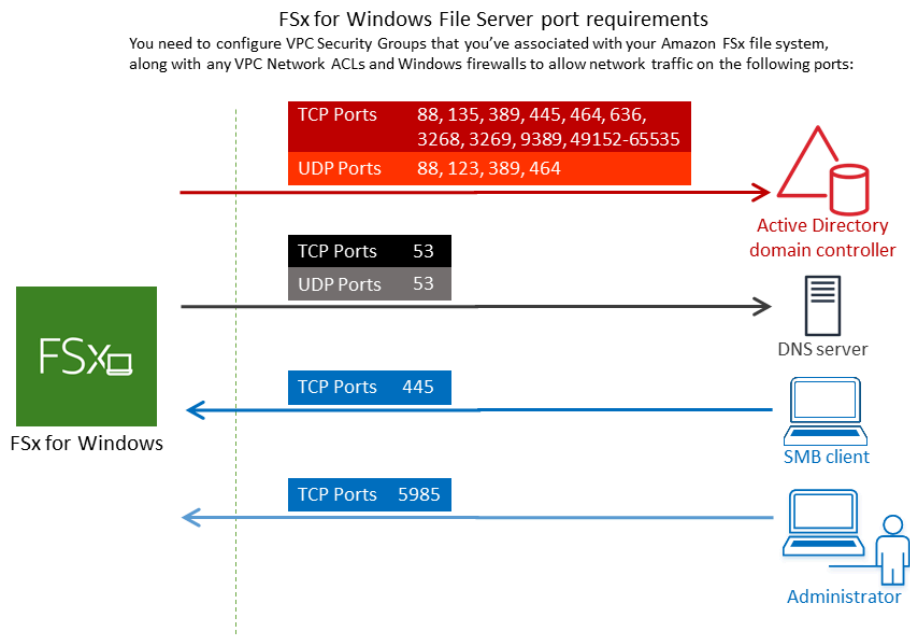 FSx for Windows File Server port requirements
You need to configure VPC Security Groups that you've associated with your Amazon FSx file system,
along with any VPC Network ACLs and Windows firewalls to allow network traffic on the following ports:
TCP Ports 88, 135, 389, 445, 464, 636,
3268, 3269, 9389, 49152-65535
UDP Ports 88, 123, 389, 464
Active Directory
domain controller
TCP Ports 53
UDP Ports 53
DNS server
FSx
FSx for Windows
TCP Ports 445
SMB client
TCP Ports 5985
Administrator